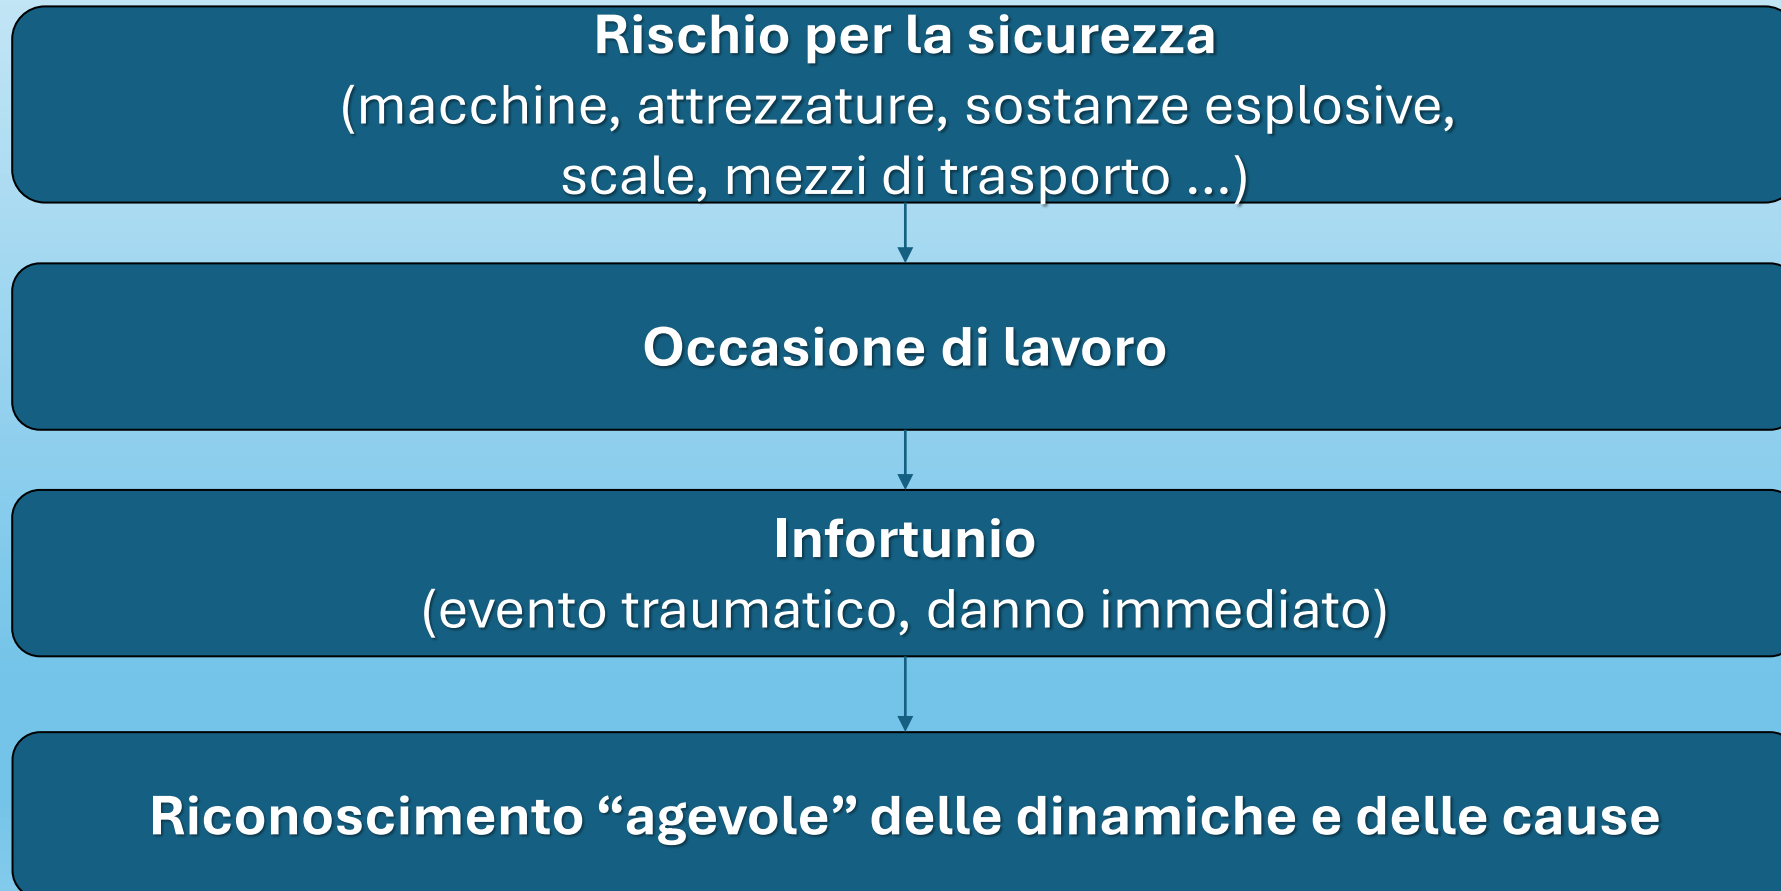 Rischio per la sicurezza
(macchine, attrezzature, sostanze esplosive,
scale, mezzi di trasporto ...)
Occasione di lavoro
Infortunio
(evento traumatico, danno immediato)
Riconoscimento “agevole” delle dinamiche e delle cause